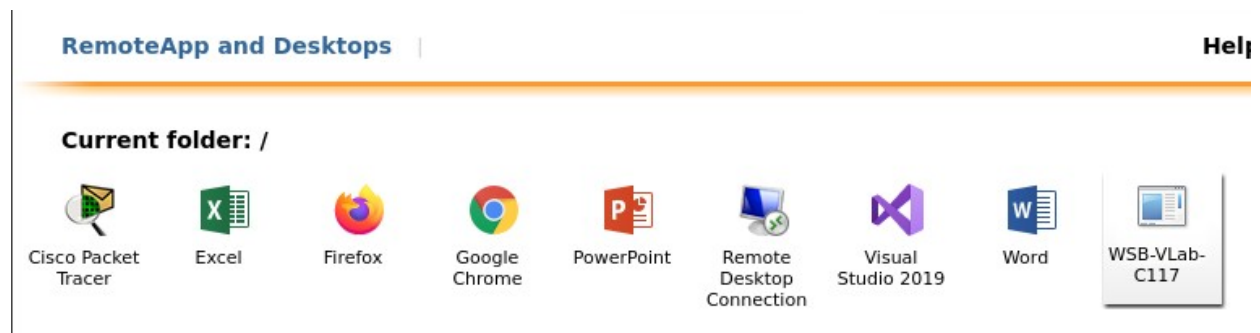 RemoteApp and Desktops
Help
Current folder: /
Cisco Packet
Tracer
Excel
Firefox
Google
Chrome
PowerPoint
Remote
Desktop
Connection
Visual
Studio 2019
Word
WSB-VLab-
C117